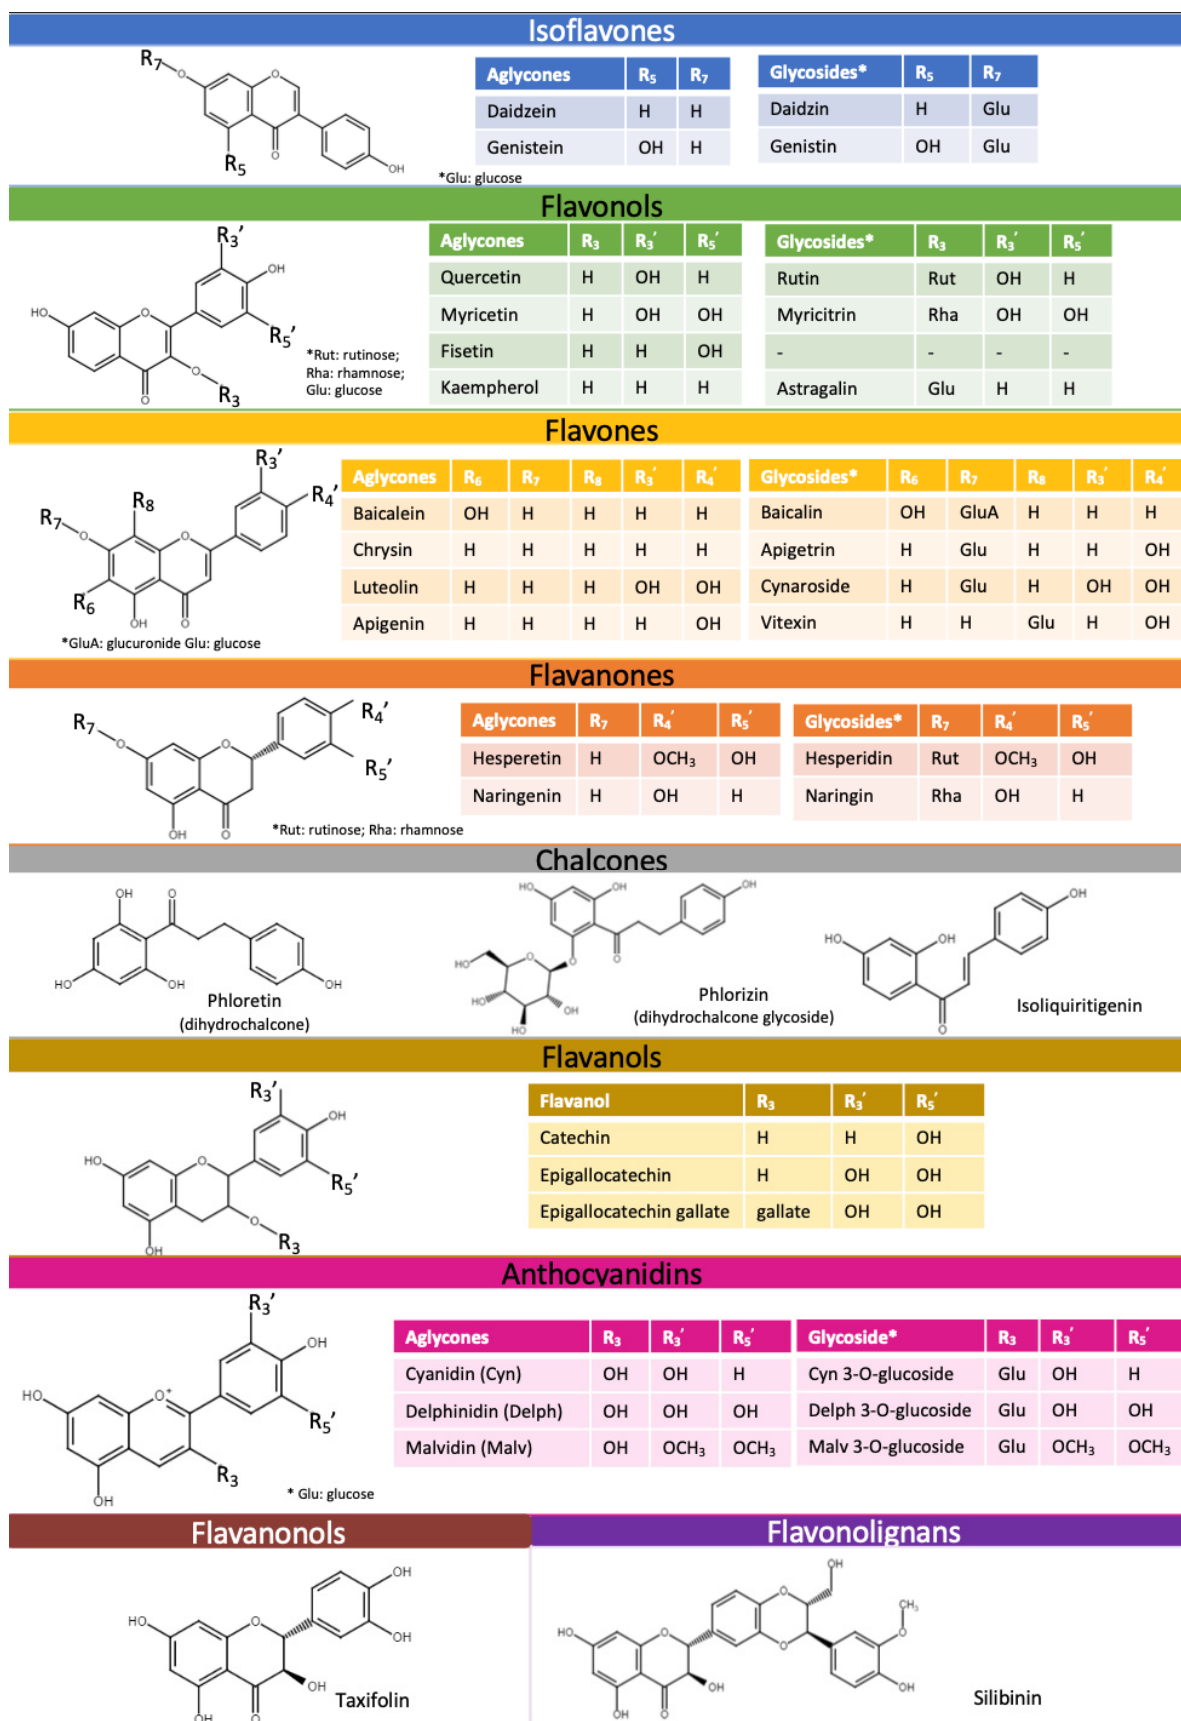 Isoflavones
R7
O
O
O
R5
OH
Aglycones R5 R7
Daidzein H H
Genistein OH H
Glycosides* R5 R7
Daidzin H Glu
Genistin OH Glu
*Glu: glucose
Flavonols
R3'
OH
HO
O
R5'
O
O
R3
*Rut: rutinose;
Rha: rhamnose;
Glu: glucose
Aglycones R3 R3' R5'
Quercetin H OH H
Myricetin H OH OH
Fisetin H H OH
Kaempherol H H H
Glycosides* R3 R3' R5'
Rutin Rut OH H
Myricitrin Rha OH OH
- - - -
Astragalin Glu H H
Flavones
R3'
R4'
R8
R7
O
O
R6
OH
O
*GluA: glucuronide Glu: glucose
Aglycones R6 R7 R8 R3' R4'
Baicalein OH H H H H
Chrysin H H H H H
Luteolin H H H OH OH
Apigenin H H H H OH
Glycosides* R6 R7 R8 R3' R4'
Baicalin OH GluA H H H
Apigetrin H Glu H H OH
Cynaroside H Glu H OH OH
Vitexin H H Glu H OH
Flavanones
R4'
R7
O
O
R5'
OH
O
*Rut: rutinose; Rha: rhamnose
Aglycones R7 R4' R5'
Hesperetin H OCH3 OH
Naringenin H OH H
Glycosides* R7 R4' R5'
Hesperidin Rut OCH3 OH
Naringin Rha OH H
Chalcones
OH
O
HO
OH
OH
Phloretin
(dihydrochalcone)
HO
OH
OH
O
O
O
HO
HO
OH
HO
Phlorizin
(dihydrochalcone glycoside)
OH
HO
OH
O
Isoliquiritigenin
Flavanols
R3'
OH
HO
O
R5'
O
R3
OH
Flavanol R3 R3' R5'
Catechin H H OH
Epigallocatechin H OH OH
Epigallocatechin gallate gallate OH OH
Anthocyanidins
R3'
OH
HO
O+
R5'
R3
OH
* Glu: glucose
Aglycones R3 R3' R5'
Cyanidin (Cyn) OH OH H
Delphinidin (Delph) OH OH OH
Malvidin (Malv) OH OCH3 OCH3
Glycoside* R3 R3' R5'
Cyn 3-O-glucoside Glu OH H
Delph 3-O-glucoside Glu OH OH
Malv 3-O-glucoside Glu OCH3 OCH3
Flavanonols
OH
HO
O
OH
OH
OH
O
Taxifolin
Flavonolignans
OH
O
CH3
O
HO
O
O
OH
OH
OH
O
Silibinin